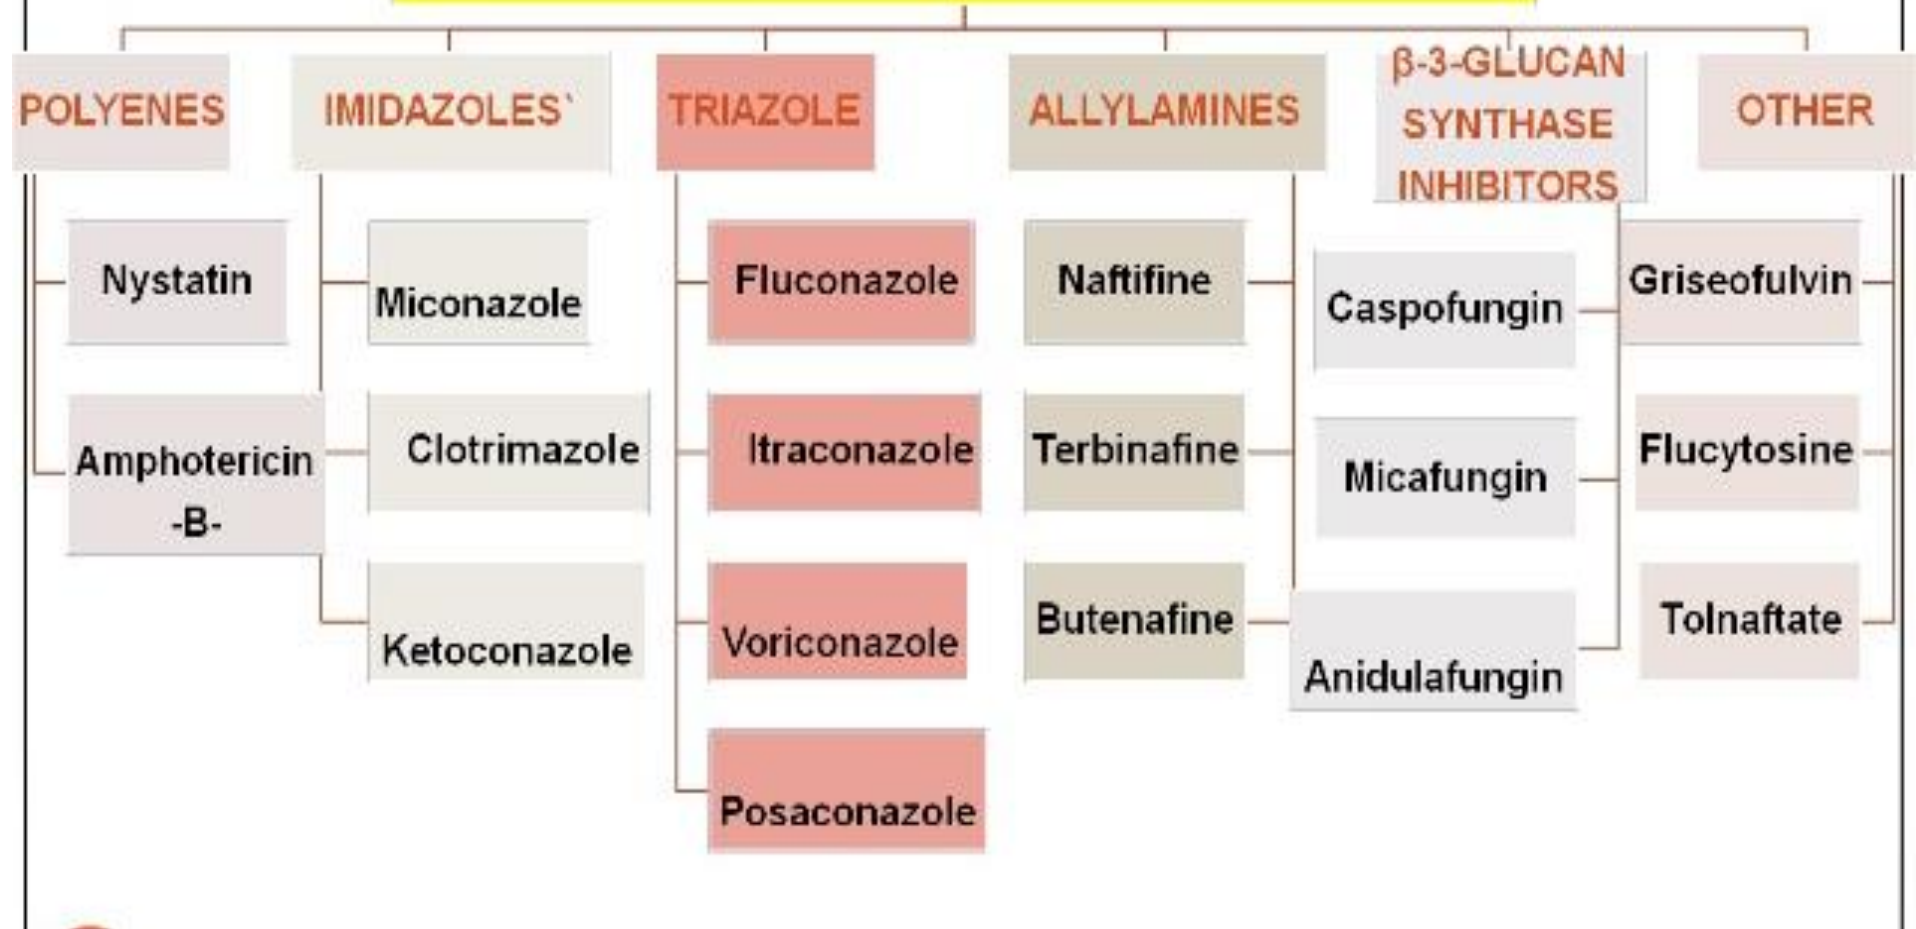 POLYENES
Nystatin
Amphotericin
-B-
IMIDAZOLES`
Miconazole
Clotrimazole
Ketoconazole
TRIAZOLE
Fluconazole
Itraconazole
Voriconazole
Posaconazole
ALLYLAMINES
Naftifine
Terbinafine
Butenafine
β-3-GLUCAN
SYNTHASE
INHIBITORS
Caspofungin
Micafungin
Anidulafungin
OTHER
Griseofulvin
Flucytosine
Tolnaftate